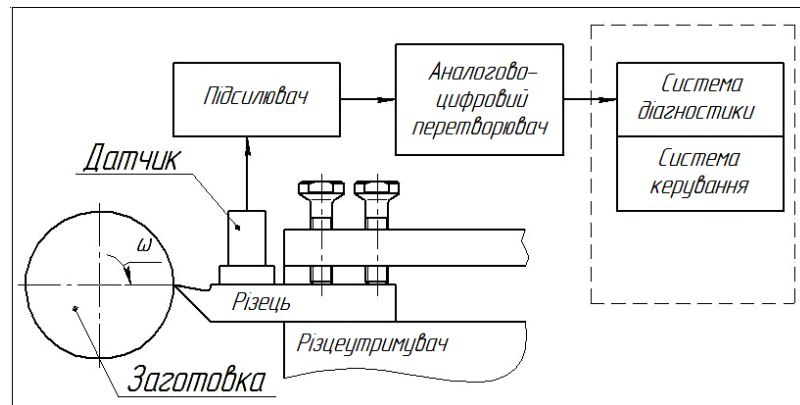 Підсилювач
Аналогово-
цифровий
перетворювач
Система
діагностики
Система
керування
Датчик
ω
Різець
Різцеутримувач
Заготовка